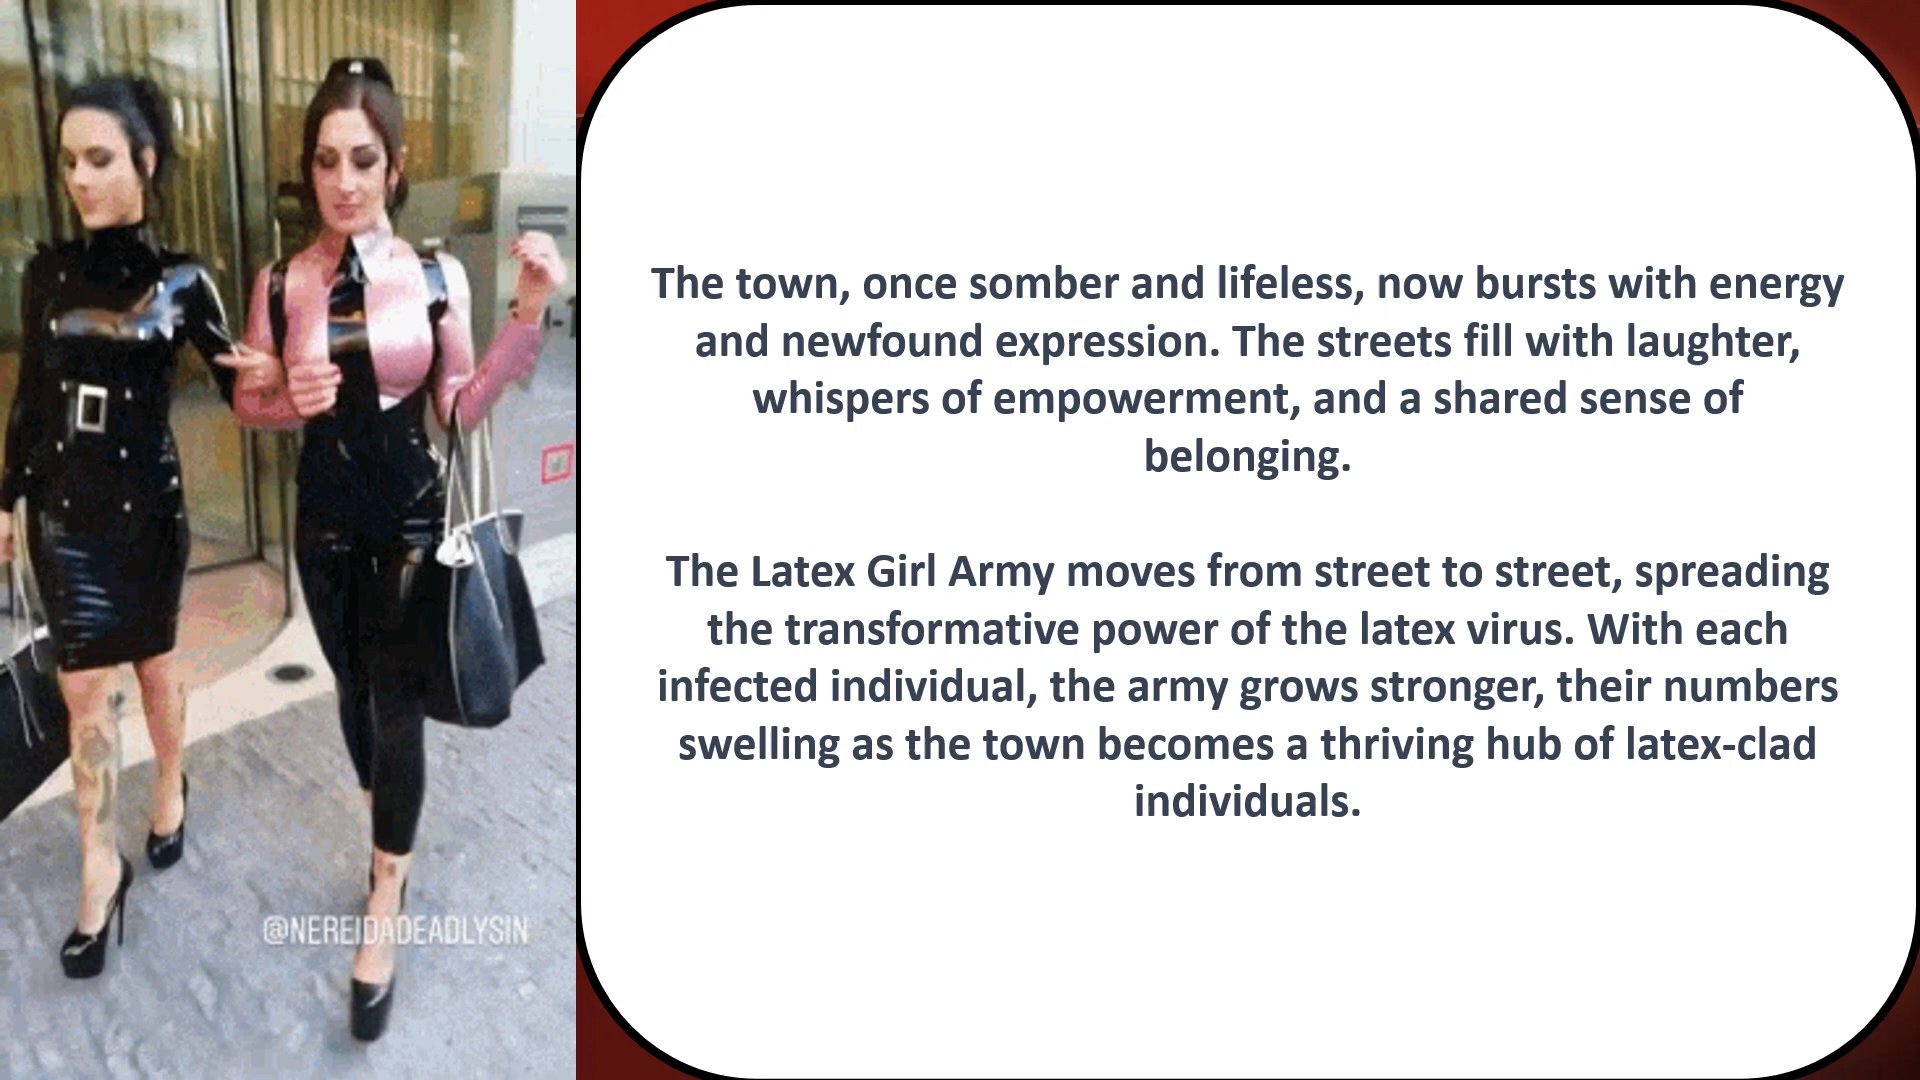 The town, once somber and lifeless, now bursts with energy
and newfound expression. The streets fill with laughter,
whispers of empowerment, and a shared sense of
belonging.
The Latex Girl Army moves from street to street, spreading
the transformative power of the latex virus. With each
infected individual, the army grows stronger, their numbers
swelling as the town becomes a thriving hub of latex-clad
individuals.
@NEREIDADEADLYSIN